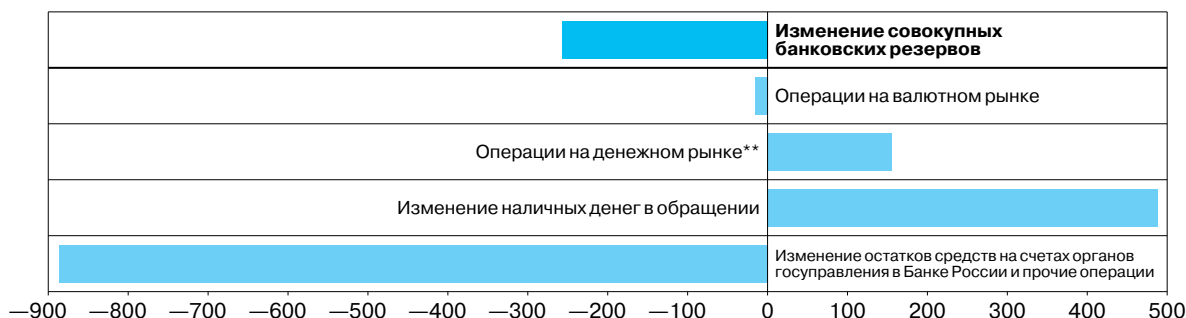 Изменение совокупных
банковских резервов
Операции на валютном рынке
Операции на денежном рынке**
Изменение наличных денег в обращении
Изменение остатков средств на счетах органов
госуправления в Банке России и прочие операции
—900 —800 —700 —600 —500 —400 —300 —200 —100 0 100 200 300 400 500